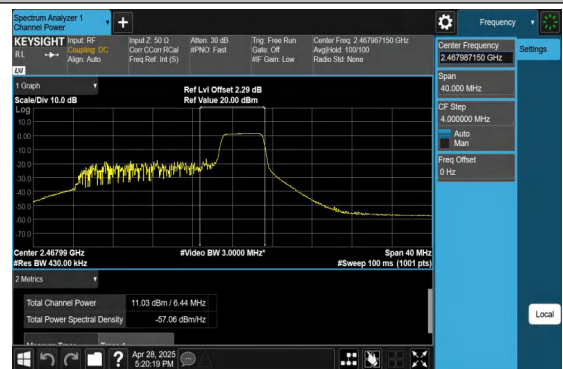 Spectrum Analyzer 1
Channel Power
Frequency
KEYSIGHT
RL
Input: RF
Coupling: DC
Align: Auto
Input Z: 50 Ω
Corr CCorr RCal
Freq Ref: Int (S)
Atten: 30 dB
#PNO: Fast
Trig: Free Run
Gate: Off
#IF Gain: Low
Center Freq: 2.467987150 GHz
Avg|Hold: 100/100
Radio Std: None
LXI
Center Frequency
2.467987150 GHz
Settings
Span
40.000 MHz
CF Step
4.000000 MHz
Auto
Man
Freq Offset
0 Hz
1 Graph
Scale/Div 10.0 dB
Ref Lvl Offset 2.29 dB
Ref Value 20.00 dBm
Log
10.0
0.00
-10.0
-20.0
-30.0
-40.0
-50.0
-60.0
-70.0
Center 2.46799 GHz
#Res BW 430.00 kHz
#Video BW 3.0000 MHz*
Span 40 MHz
#Sweep 100 ms (1001 pts)
2 Metrics
Total Channel Power 11.03 dBm / 6.44 MHz
Total Power Spectral Density -57.06 dBm/Hz
Local
?
Apr 28, 2025
5:20:19 PM